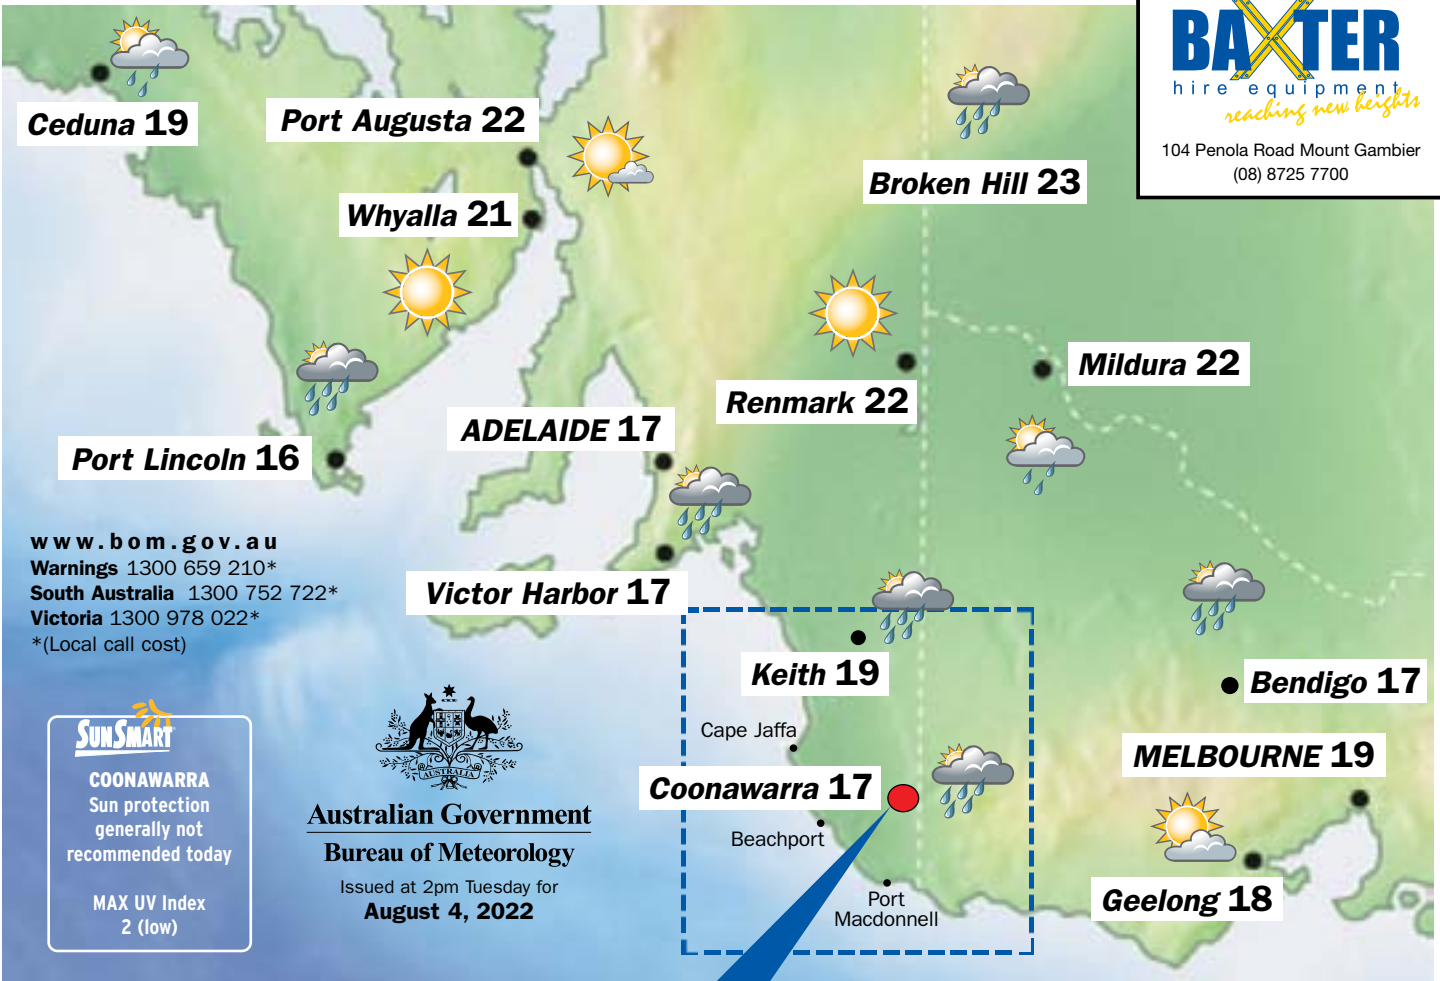 BAXTER
hire equipment
reaching new heights
104 Penola Road Mount Gambier
(08) 8725 7700
Ceduna 19
Port Augusta 22
Whyalla 21
Broken Hill 23
Renmark 22
Mildura 22
ADELAIDE 17
Port Lincoln 16
Victor Harbor 17
www.bom.gov.au
Warnings 1300 659 210*
South Australia 1300 752 722*
Victoria 1300 978 022*
*(Local call cost)
Keith 19
Bendigo 17
Cape Jaffa
MELBOURNE 19
Coonawarra 17
Beachport
Geelong 18
Port
Macdonnell
SUNSMART
COONAWARRA
Sun protection
generally not
recommended today
MAX UV Index
2 (low)
AUSTRALIA
Australian Government
Bureau of Meteorology
Issued at 2pm Tuesday for
August 4, 2022